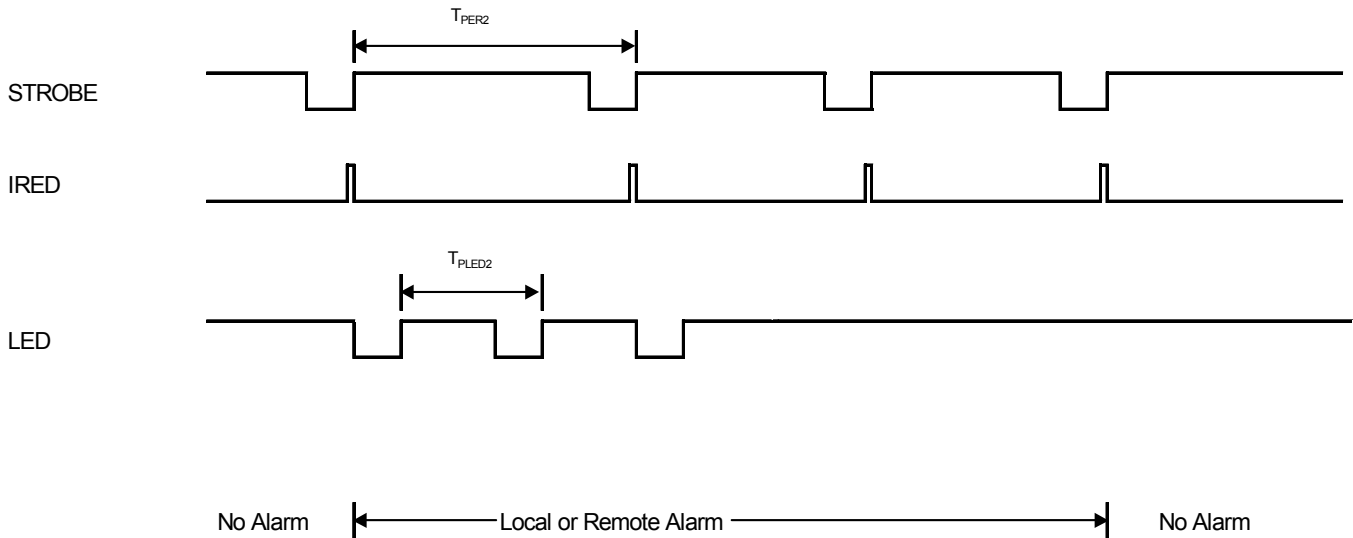 TPER2
STROBE
IRED
TPLED2
LED
No Alarm Local or Remote Alarm No Alarm